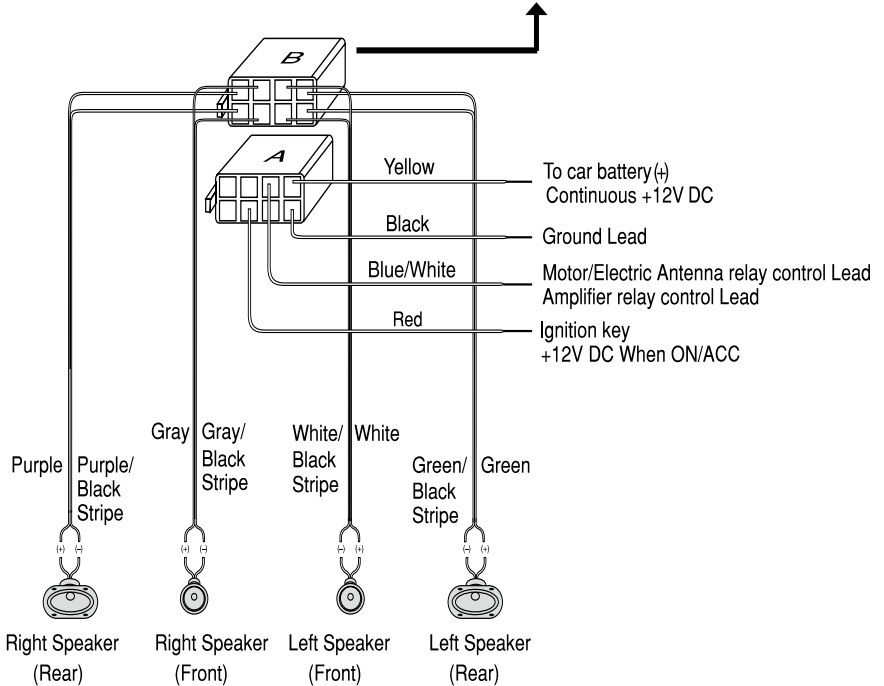 B
A
Yellow
To car battery (+)
Continuous +12V DC
Black
Ground Lead
Blue/White
Motor/Electric Antenna relay control Lead
Amplifier relay control Lead
Red
Ignition key
+12V DC When ON/ACC
Purple
Purple/
Black
Stripe
Gray
Gray/
Black
Stripe
White/
Black
Stripe
White
Green/
Black
Stripe
Green
(+) (–)
(+) (–)
(–) (+)
(–) (+)
Right Speaker
(Rear)
Right Speaker
(Front)
Left Speaker
(Front)
Left Speaker
(Rear)